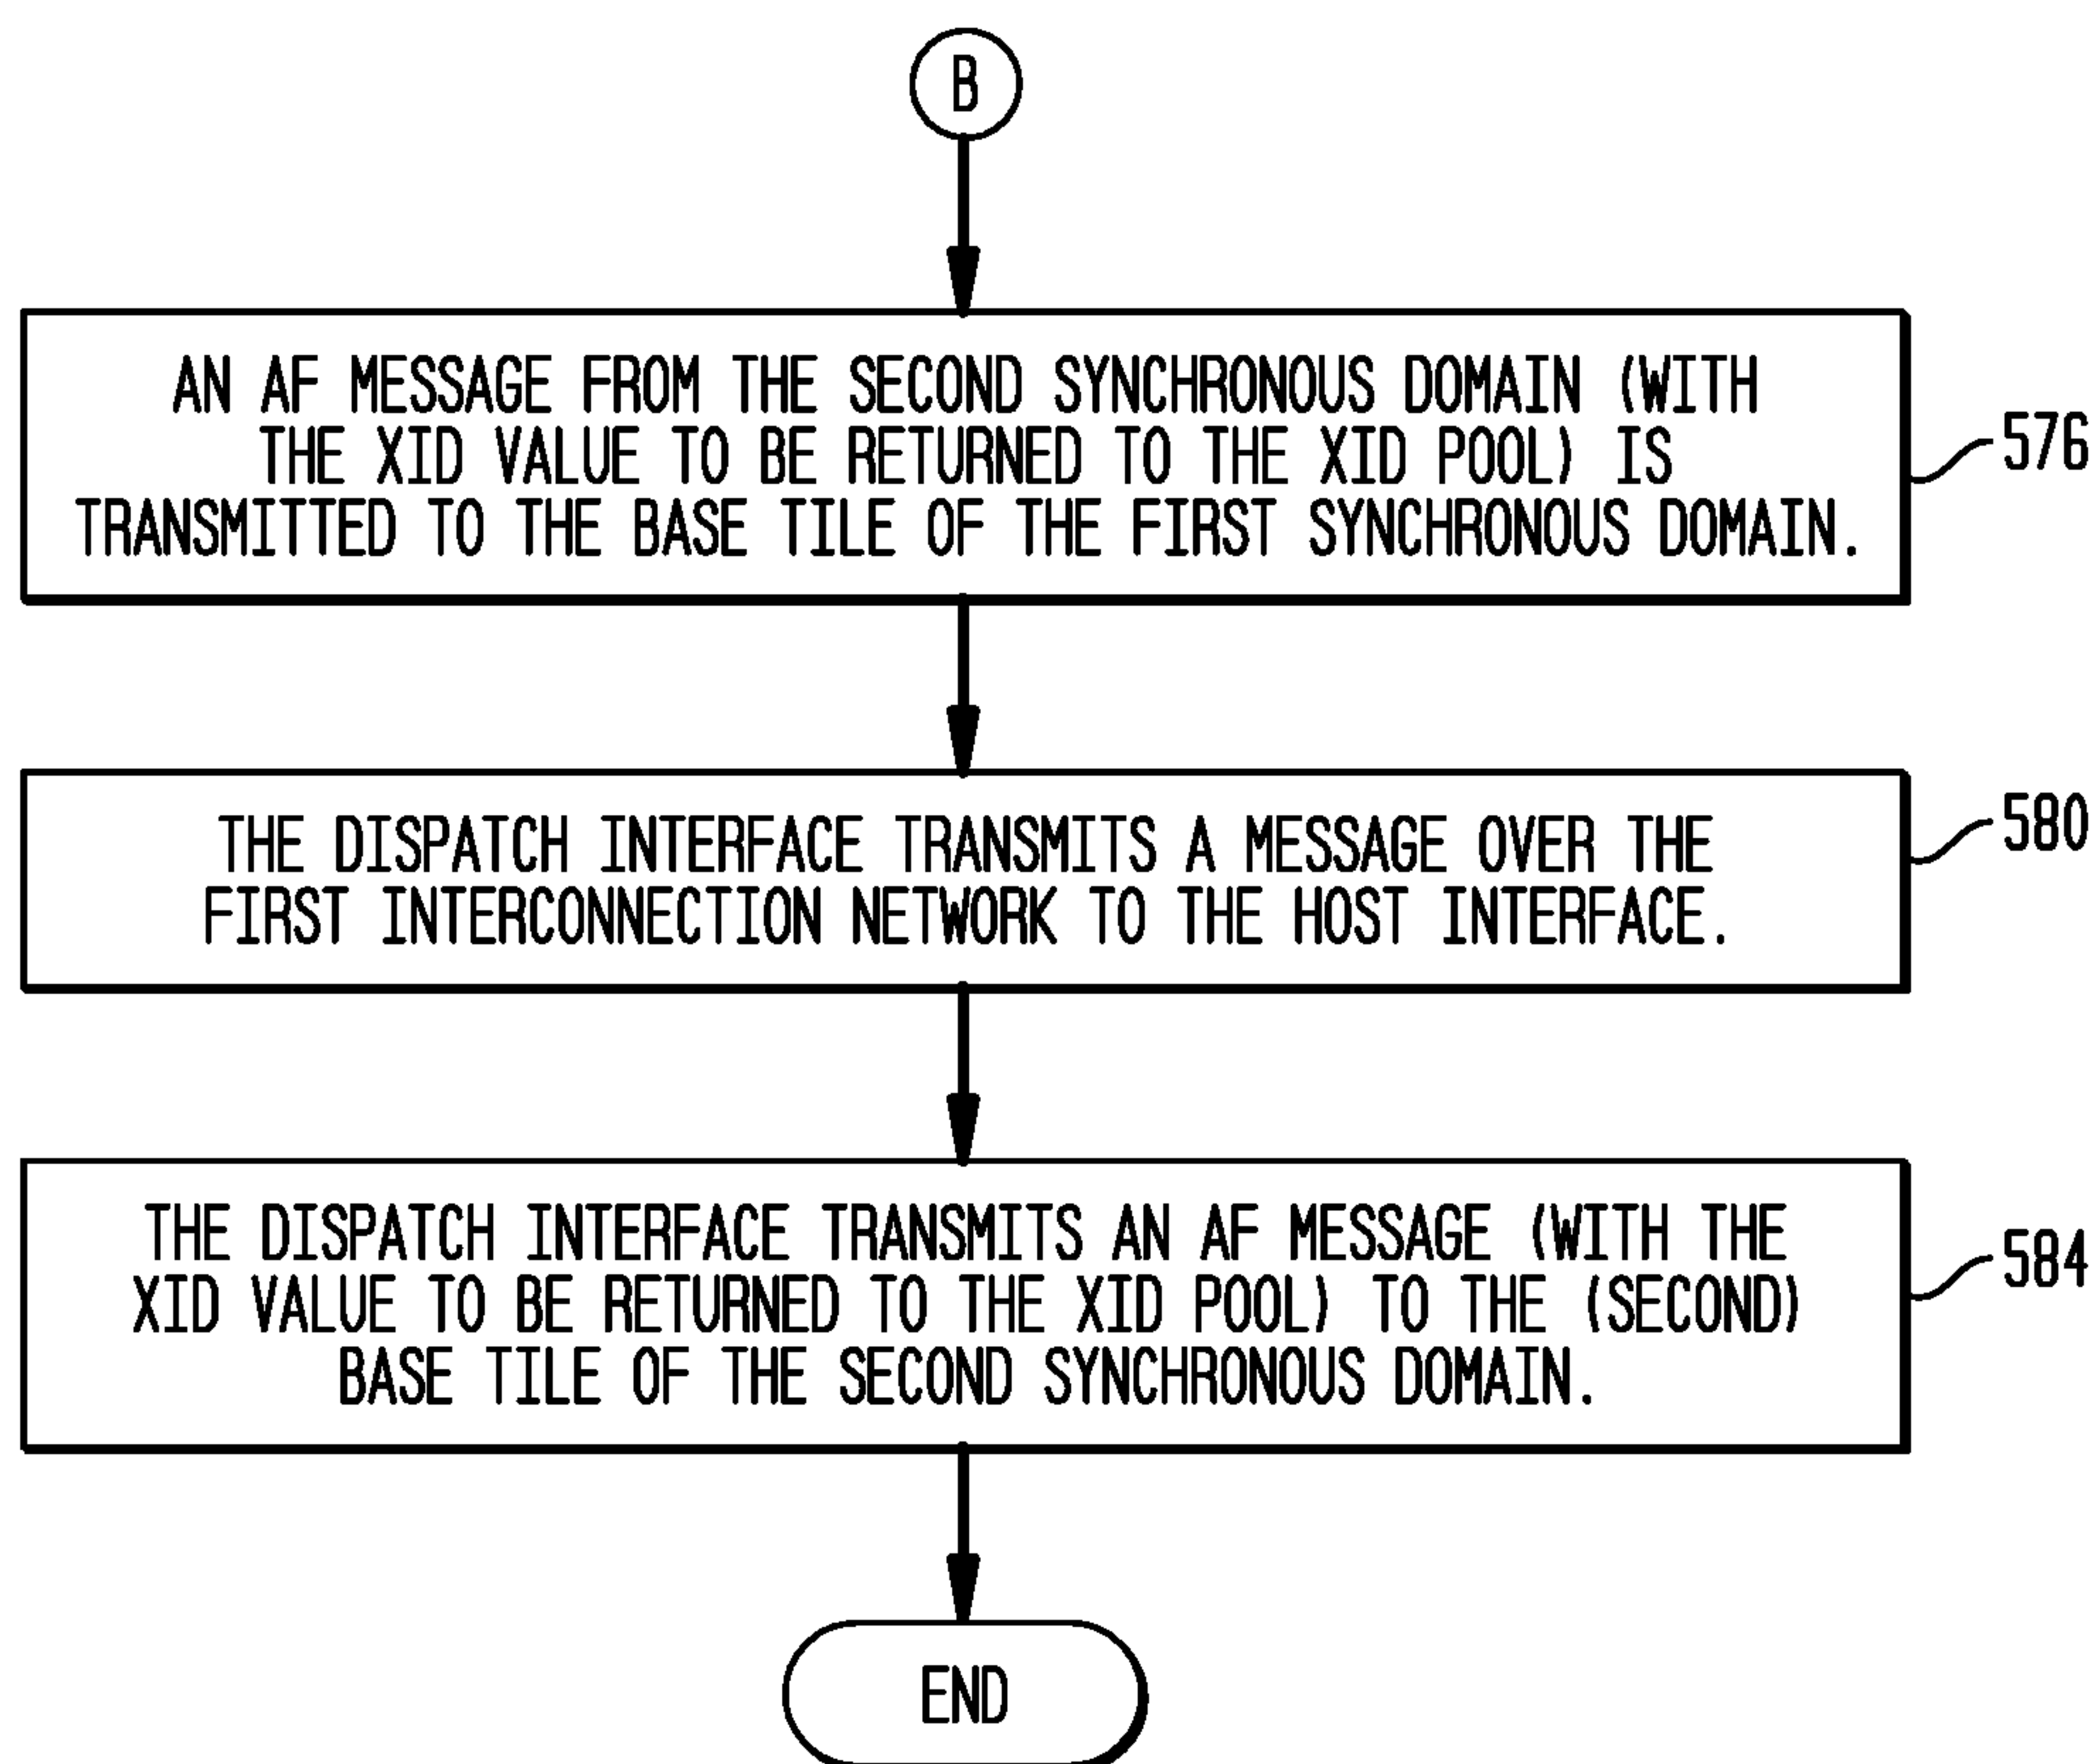 B
AN AF MESSAGE FROM THE SECOND SYNCHRONOUS DOMAIN (WITH
THE XID VALUE TO BE RETURNED TO THE XID POOL) IS
TRANSMITTED TO THE BASE TILE OF THE FIRST SYNCHRONOUS DOMAIN.
576
THE DISPATCH INTERFACE TRANSMITS A MESSAGE OVER THE
FIRST INTERCONNECTION NETWORK TO THE HOST INTERFACE.
580
THE DISPATCH INTERFACE TRANSMITS AN AF MESSAGE (WITH THE
XID VALUE TO BE RETURNED TO THE XID POOL) TO THE (SECOND)
BASE TILE OF THE SECOND SYNCHRONOUS DOMAIN.
584
END